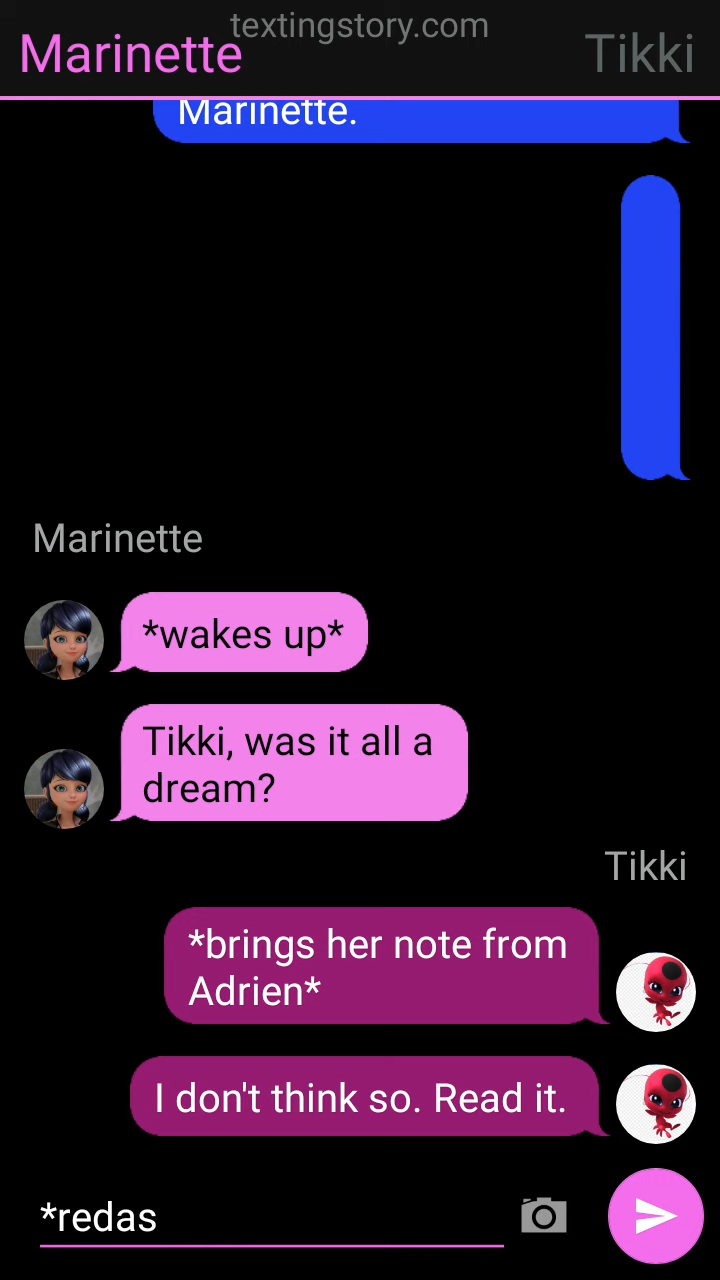 textingstory.com
Marinette
Tikki
Marinette.
Marinette
*wakes up*
Tikki, was it all a
dream?
Tikki
*brings her note from
Adrien*
I don't think so. Read it.
*redas